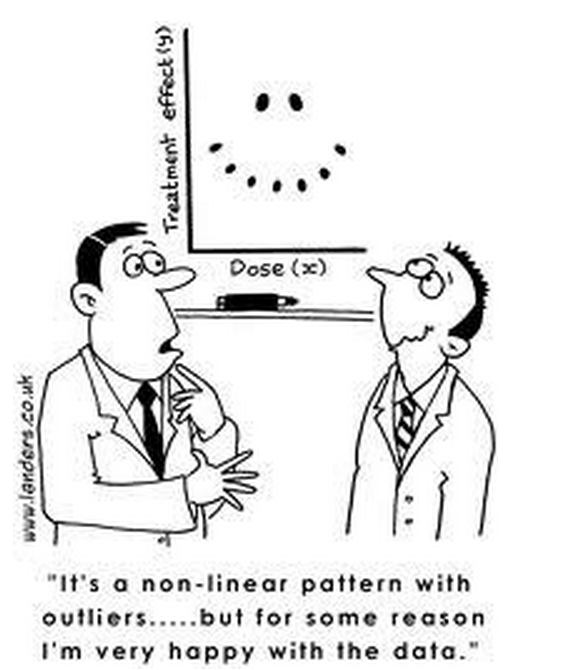 Treatment effect (y)
Dose (x)
www.landers.co.uk
"It's a non-linear pattern with
outliers.....but for some reason
I'm very happy with the data."